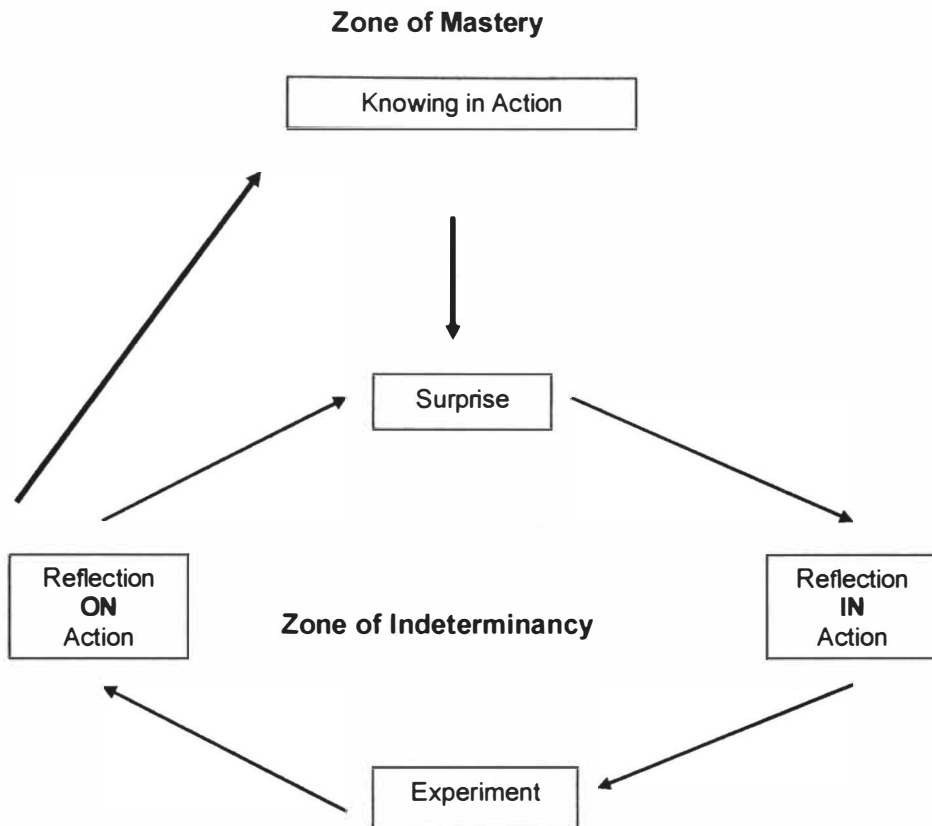 Zone of Mastery
Knowing in Action
Surprise
Reflection
ON
Action
Zone of Indeterminancy
Reflection
IN
Action
Experiment